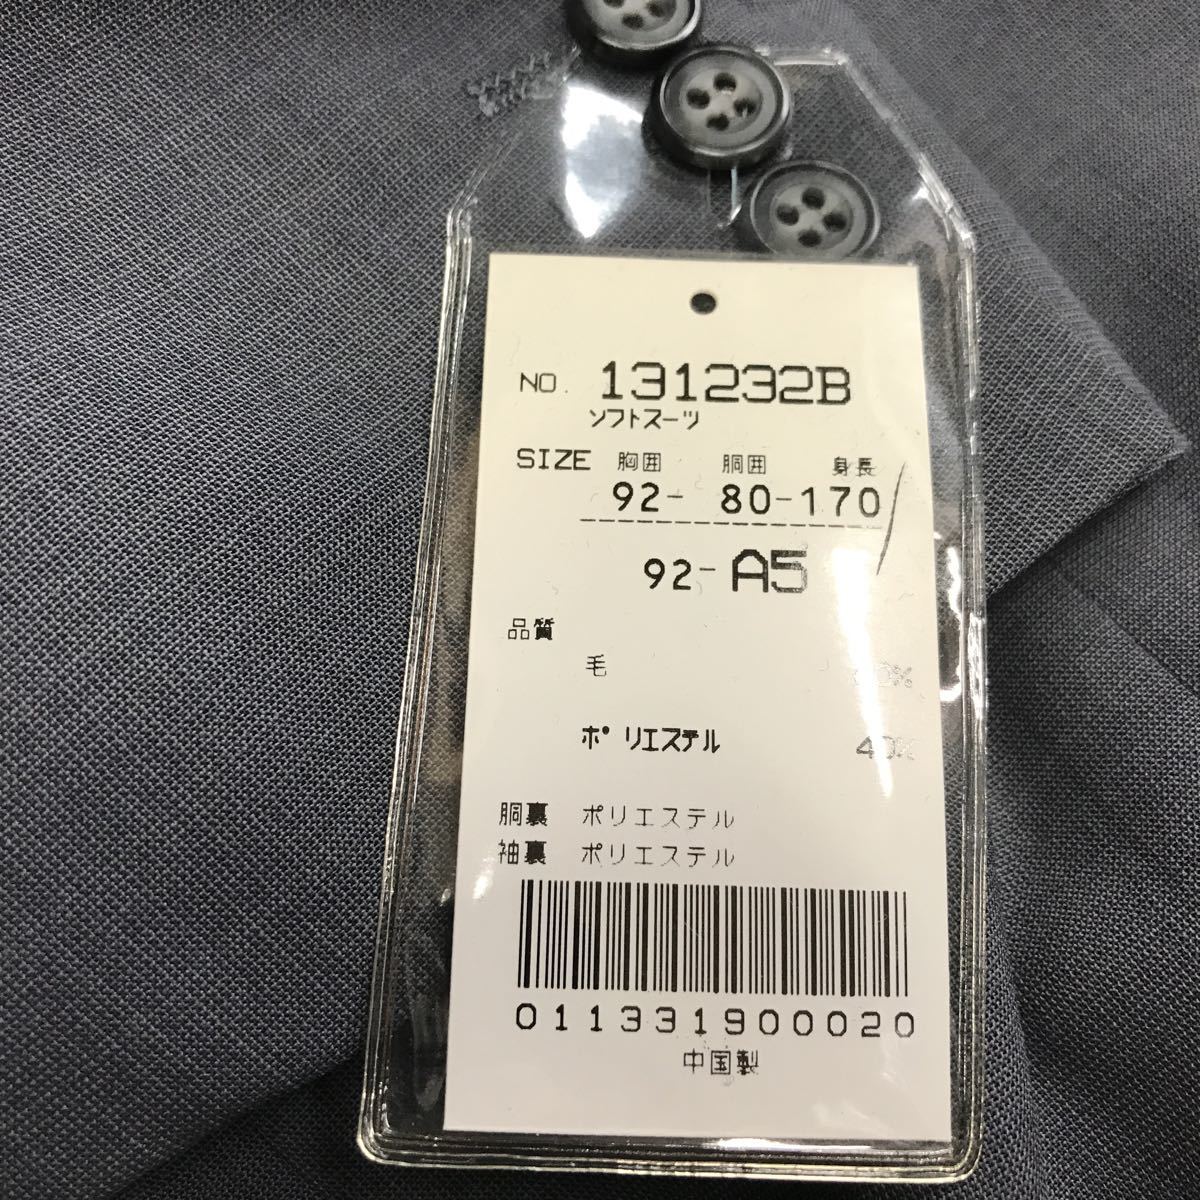 NO. 131232B
ソフトスーツ
SIZE 胸囲 胴囲 身長
92- 80-170
92-A5
品質
毛
ポリエステル 40%
胴裏 ポリエステル
袖裏 ポリエステル
011331900020
中国製